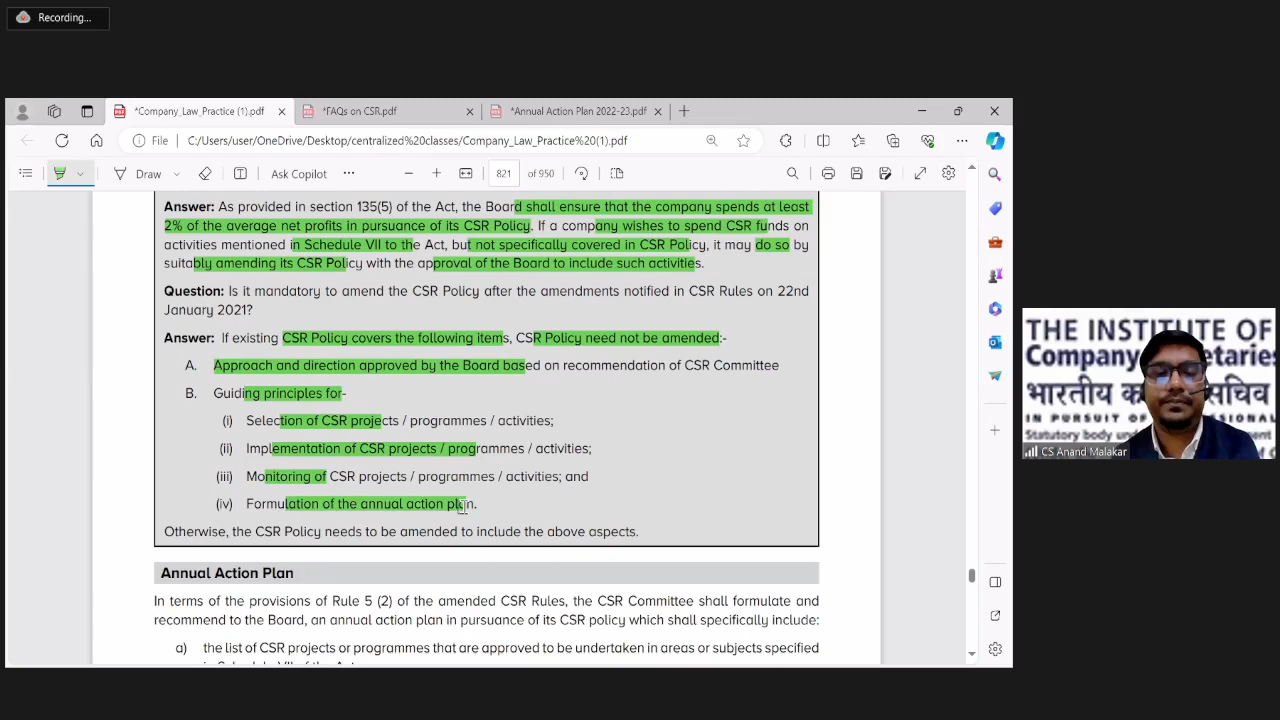 Recording...
*Company_Law_Practice (1).pdf
*FAQs on CSR.pdf
*Annual Action Plan 2022-23.pdf
File
C:/Users/user/OneDrive/Desktop/centralized%20classes/Company_Law_Practice%20(1).pdf
Draw
Ask Copilot
821 of 950
Answer: As provided in section 135(5) of the Act, the Board shall ensure that the company spends at least
2% of the average net profits in pursuance of its CSR Policy. If a company wishes to spend CSR funds on
activities mentioned in Schedule VII to the Act, but not specifically covered in CSR Policy, it may do so by
suitably amending its CSR Policy with the approval of the Board to include such activities.
Question: Is it mandatory to amend the CSR Policy after the amendments notified in CSR Rules on 22nd
January 2021?
Answer: If existing CSR Policy covers the following items, CSR Policy need not be amended:-
A. Approach and direction approved by the Board based on recommendation of CSR Committee
B. Guiding principles for-
(i) Selection of CSR projects / programmes / activities;
(ii) Implementation of CSR projects / programmes / activities;
(iii) Monitoring of CSR projects / programmes / activities; and
(iv) Formulation of the annual action plan.
Otherwise, the CSR Policy needs to be amended to include the above aspects.
Annual Action Plan
In terms of the provisions of Rule 5 (2) of the amended CSR Rules, the CSR Committee shall formulate and
recommend to the Board, an annual action plan in pursuance of its CSR policy which shall specifically include:
a) the list of CSR projects or programmes that are approved to be undertaken in areas or subjects specified
in Schedule VII of the Act
THE INSTITUTE OF
Company
भारतीय
सचिव
IN PURSUIT OF
Statutory body
CS Anand Malakar